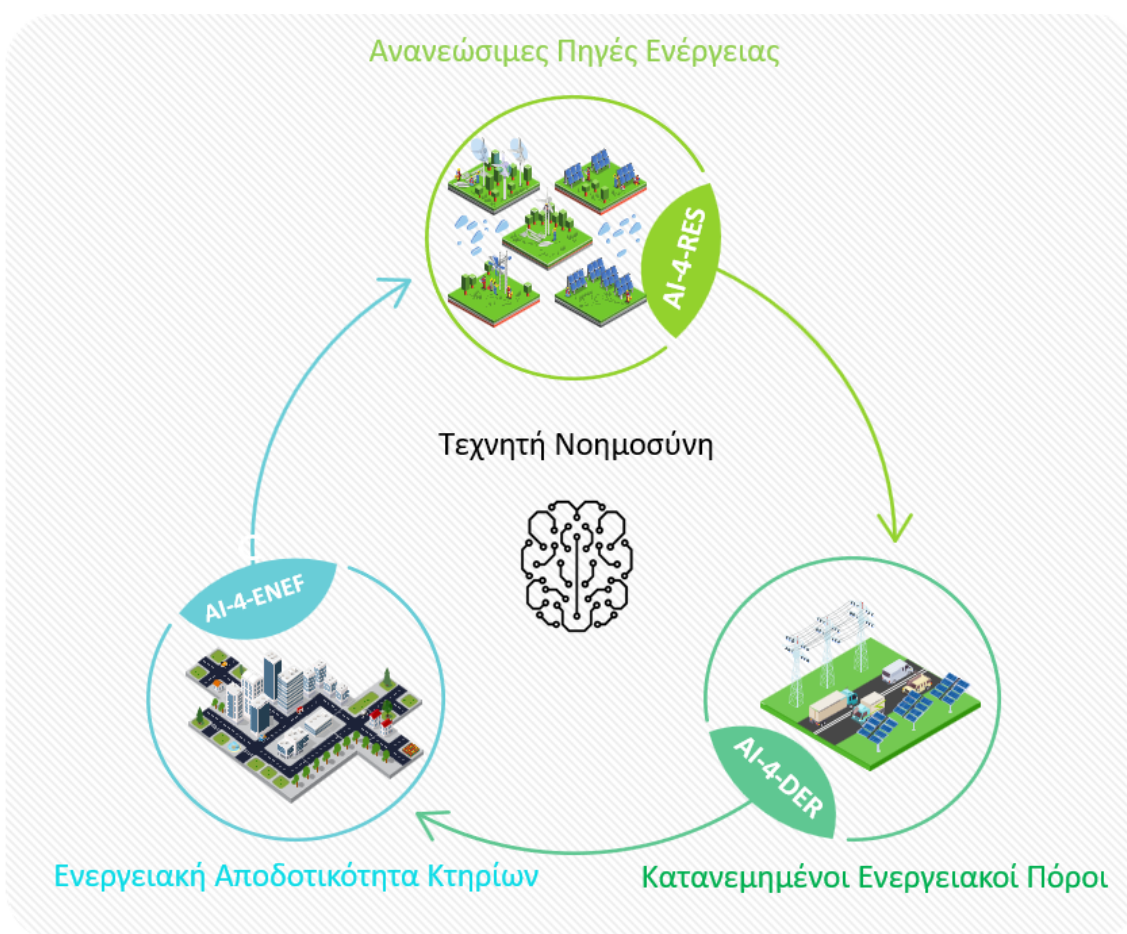 Ανανεώσιμες Πηγές Ενέργειας
AI-4-RES
Τεχνητή Νοημοσύνη
AI-4-ENEF
AI-4-DER
Ενεργειακή Αποδοτικότητα Κτηρίων
Κατανεμημένοι Ενεργειακοί Πόροι